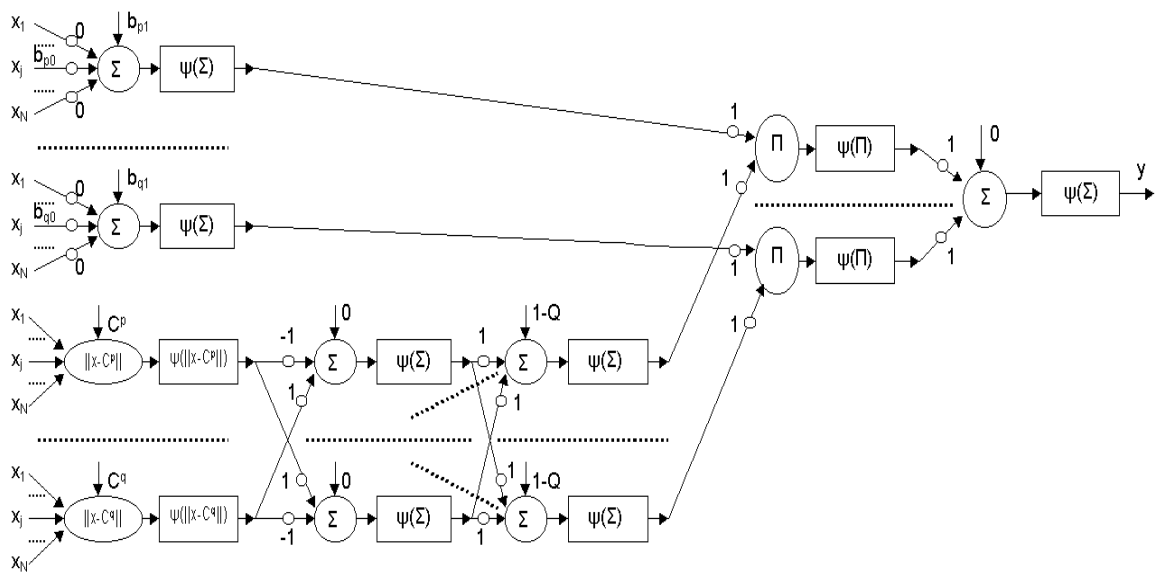 x1 0 bp1
xj bp0 Σ ψ(Σ)
xN 0
1
Π ψ(Π) 1 0
1
x1 0 bq1
xj bq0 Σ ψ(Σ)
xN 0
Σ ψ(Σ) y
1
Π ψ(Π) 1
1
x1 Cp
xj ||x-Cp|| ψ(||x-Cp||) -1 0 Σ ψ(Σ) 1 1-Q Σ ψ(Σ)
xN
1 1
x1 Cq 1 0 1 1-Q
xj ||x-Cq|| ψ(||x-Cq||) -1 Σ ψ(Σ) 1 Σ ψ(Σ)
xN